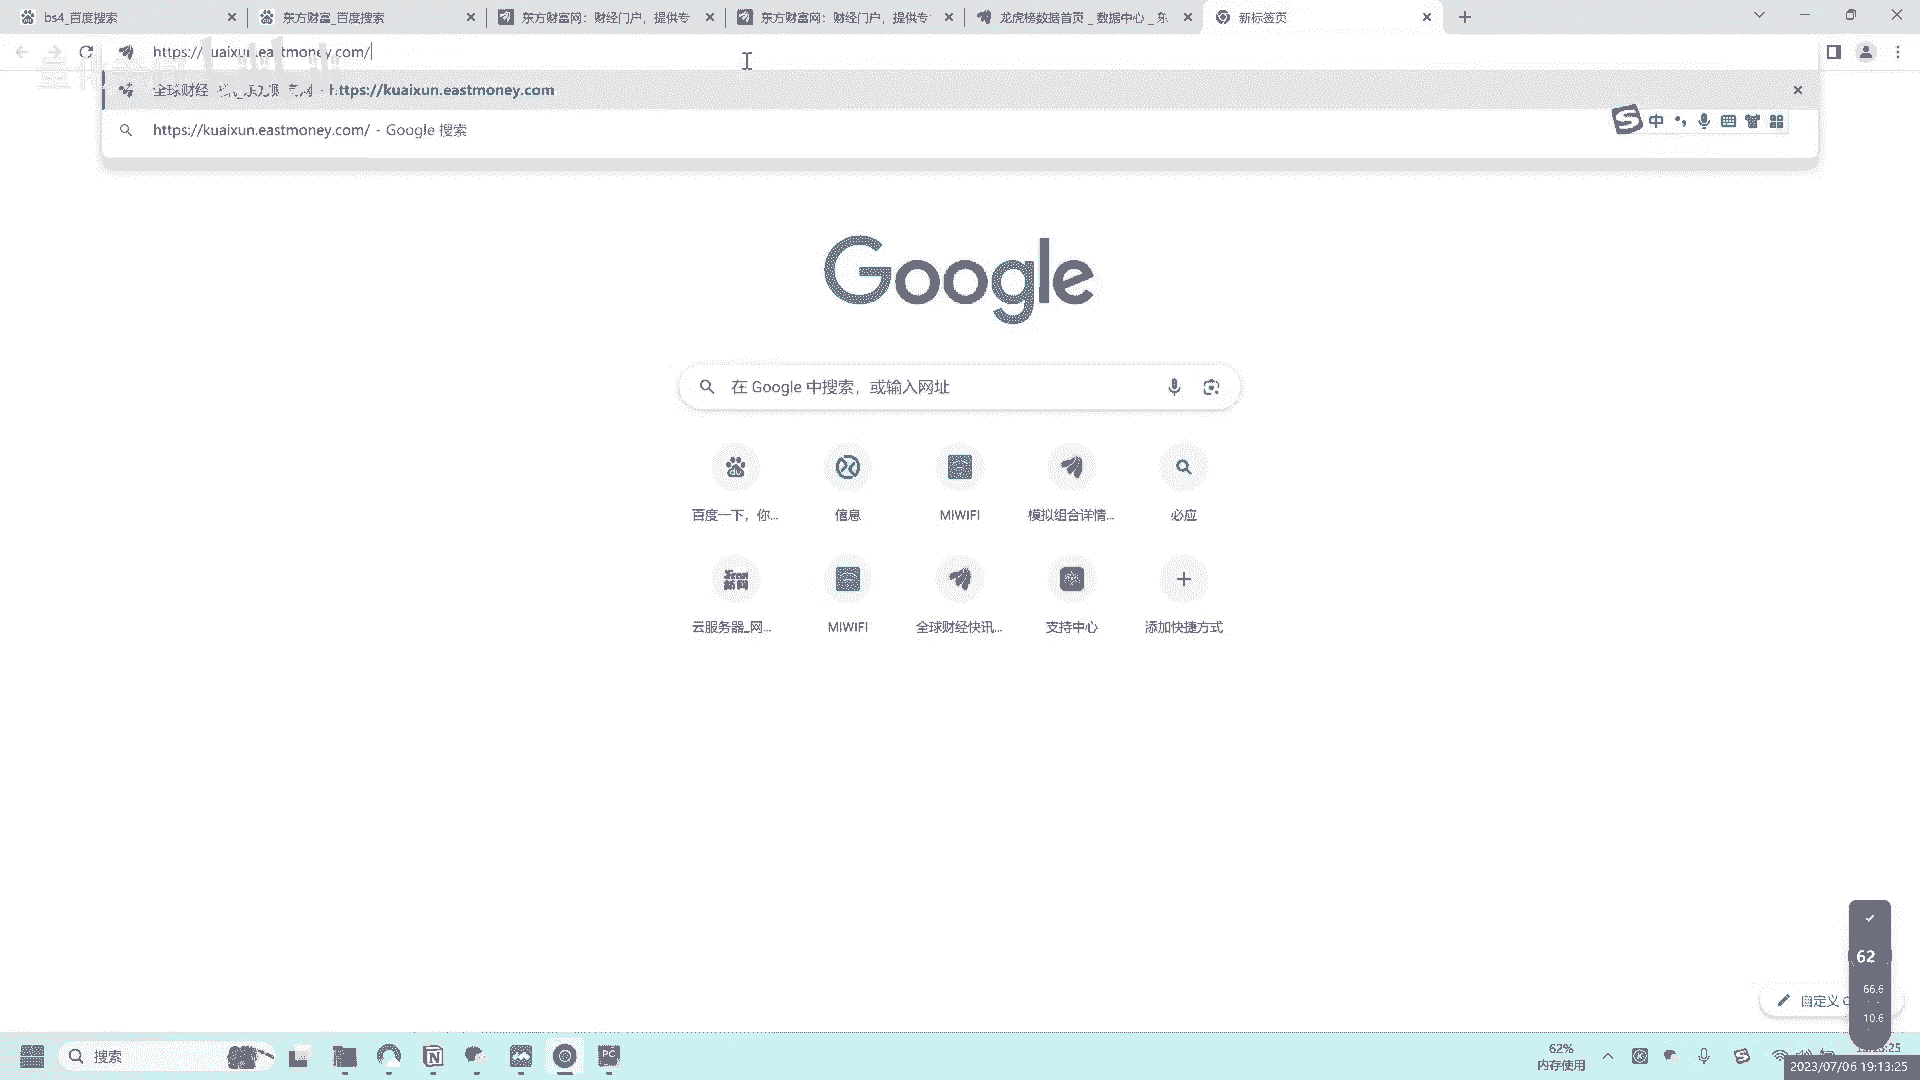 bs4_百度搜索
东方财富_百度搜索
东方财富网：财经门户，提供专
东方财富网：财经门户，提供专
龙虎榜数据首页 _ 数据中心 _ 东
新标签页
https://kuaixun.eastmoney.com/
全球财经 https://kuaixun.eastmoney.com
https://kuaixun.eastmoney.com/ - Google 搜索
中
Google
在 Google 中搜索，或输入网址
百度一下，你...
信息
MIWIFI
模拟组合详情...
必应
云服务器_网...
MIWIFI
全球财经快讯...
支持中心
添加快捷方式
62
66.6
自定义
10.6
搜索
62%
内存使用
2023/07/06 19:13:25